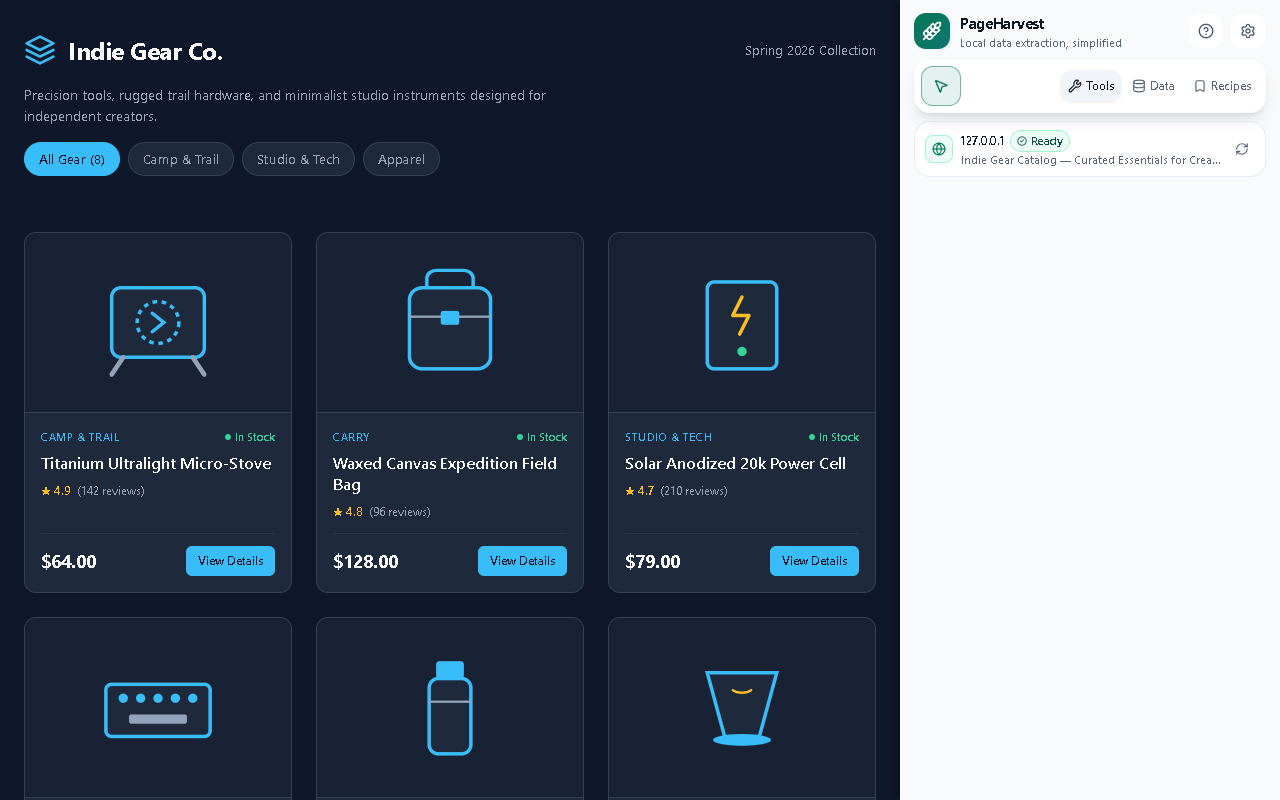 Indie Gear Co.
Spring 2026 Collection
Precision tools, rugged trail hardware, and minimalist studio instruments designed for
independent creators.
All Gear (8)
Camp & Trail
Studio & Tech
Apparel
CAMP & TRAIL
In Stock
Titanium Ultralight Micro-Stove
★ 4.9 (142 reviews)
$64.00
View Details
CARRY
In Stock
Waxed Canvas Expedition Field
Bag
★ 4.8 (96 reviews)
$128.00
View Details
STUDIO & TECH
In Stock
Solar Anodized 20k Power Cell
★ 4.7 (210 reviews)
$79.00
View Details
PageHarvest
Local data extraction, simplified
Tools
Data
Recipes
127.0.0.1
Ready
Indie Gear Catalog — Curated Essentials for Crea...